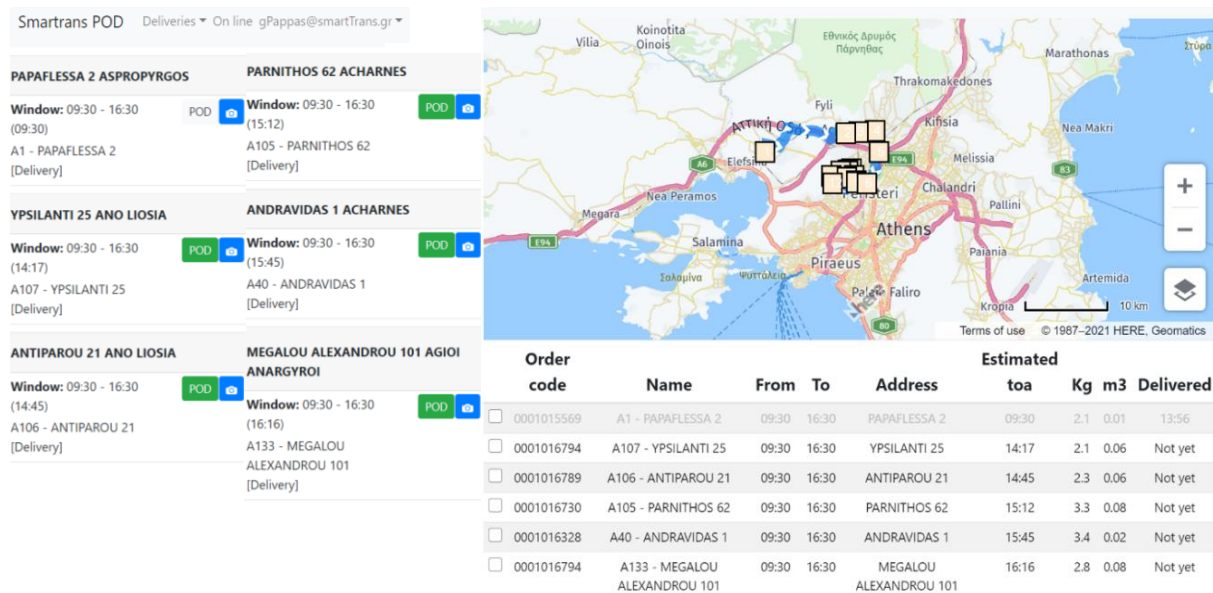 Smartrans POD Deliveries On line gPappas@smartTrans.gr
PAPAFLESSA 2 ASPROPYRGOS
Window: 09:30 - 16:30
(09:30)
POD
A1 - PAPAFLESSA 2
[Delivery]
YPSILANTI 25 ANO LIOSIA
Window: 09:30 - 16:30
(14:17)
POD
A107 - YPSILANTI 25
[Delivery]
ANTIPAROU 21 ANO LIOSIA
Window: 09:30 - 16:30
(14:45)
POD
A106 - ANTIPAROU 21
[Delivery]
PARNITHOS 62 ACHARNES
Window: 09:30 - 16:30
(15:12)
POD
A105 - PARNITHOS 62
[Delivery]
ANDRAVIDAS 1 ACHARNES
Window: 09:30 - 16:30
(15:45)
POD
A40 - ANDRAVIDAS 1
[Delivery]
MEGALOU ALEXANDROU 101 AGIOI
ANARGYROI
Window: 09:30 - 16:30
(16:16)
POD
A133 - MEGALOU
ALEXANDROU 101
[Delivery]
Koinotita
Oinois
Vilia
Εθνικός Δρυμός
Πάρνηθας
Marathonas
Στύρα
Thrakomakedones
Fyli
Αττική
Kifisia
Nea Makri
A6
E94
Melissia
83
Nea Peramos
Chalandri
Megara
Pallini
Athens
E94
Salamina
Paiania
Piraeus
Σαλαμίνα
Ψυττάλεια
Faliro
Artemida
Kropia
10 km
80
+
−
Terms of use © 1987–2021 HERE, Geomatics
Order code Name From To Address Estimated toa Kg m3 Delivered
0001015569 A1 - PAPAFLESSA 2 09:30 16:30 PAPAFLESSA 2 09:30 2.1 0.01 13:56
0001016794 A107 - YPSILANTI 25 09:30 16:30 YPSILANTI 25 14:17 2.1 0.06 Not yet
0001016789 A106 - ANTIPAROU 21 09:30 16:30 ANTIPAROU 21 14:45 2.3 0.06 Not yet
0001016730 A105 - PARNITHOS 62 09:30 16:30 PARNITHOS 62 15:12 3.3 0.08 Not yet
0001016328 A40 - ANDRAVIDAS 1 09:30 16:30 ANDRAVIDAS 1 15:45 3.4 0.02 Not yet
0001016794 A133 - MEGALOU ALEXANDROU 101 09:30 16:30 MEGALOU ALEXANDROU 101 16:16 2.8 0.08 Not yet